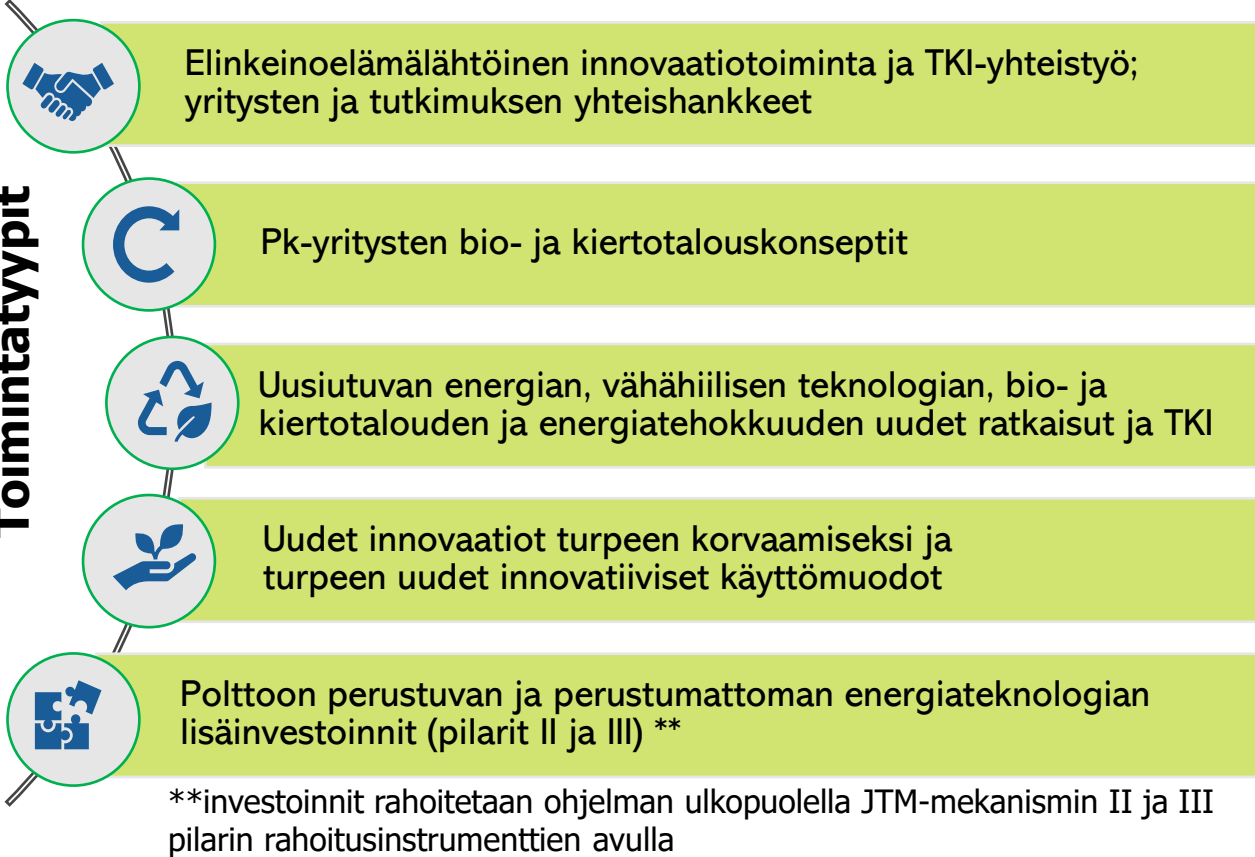 Toimintatyypit
Elinkeinoelämälähtöinen innovaatiotoiminta ja TKI-yhteistyö;
yritysten ja tutkimuksen yhteishankkeet
Pk-yritysten bio- ja kiertotalouskonseptit
Uusiutuvan energian, vähähiilisen teknologian, bio- ja
kiertotalouden ja energiatehokkuuden uudet ratkaisut ja TKI
Uudet innovaatiot turpeen korvaamiseksi ja
turpeen uudet innovatiiviset käyttömuodot
Polttoon perustuvan ja perustumattoman energiateknologian
lisäinvestoinnit (pilarit II ja III) **
**investoinnit rahoitetaan ohjelman ulkopuolella JTM-mekanismin II ja III
pilarin rahoitusinstrumenttien avulla